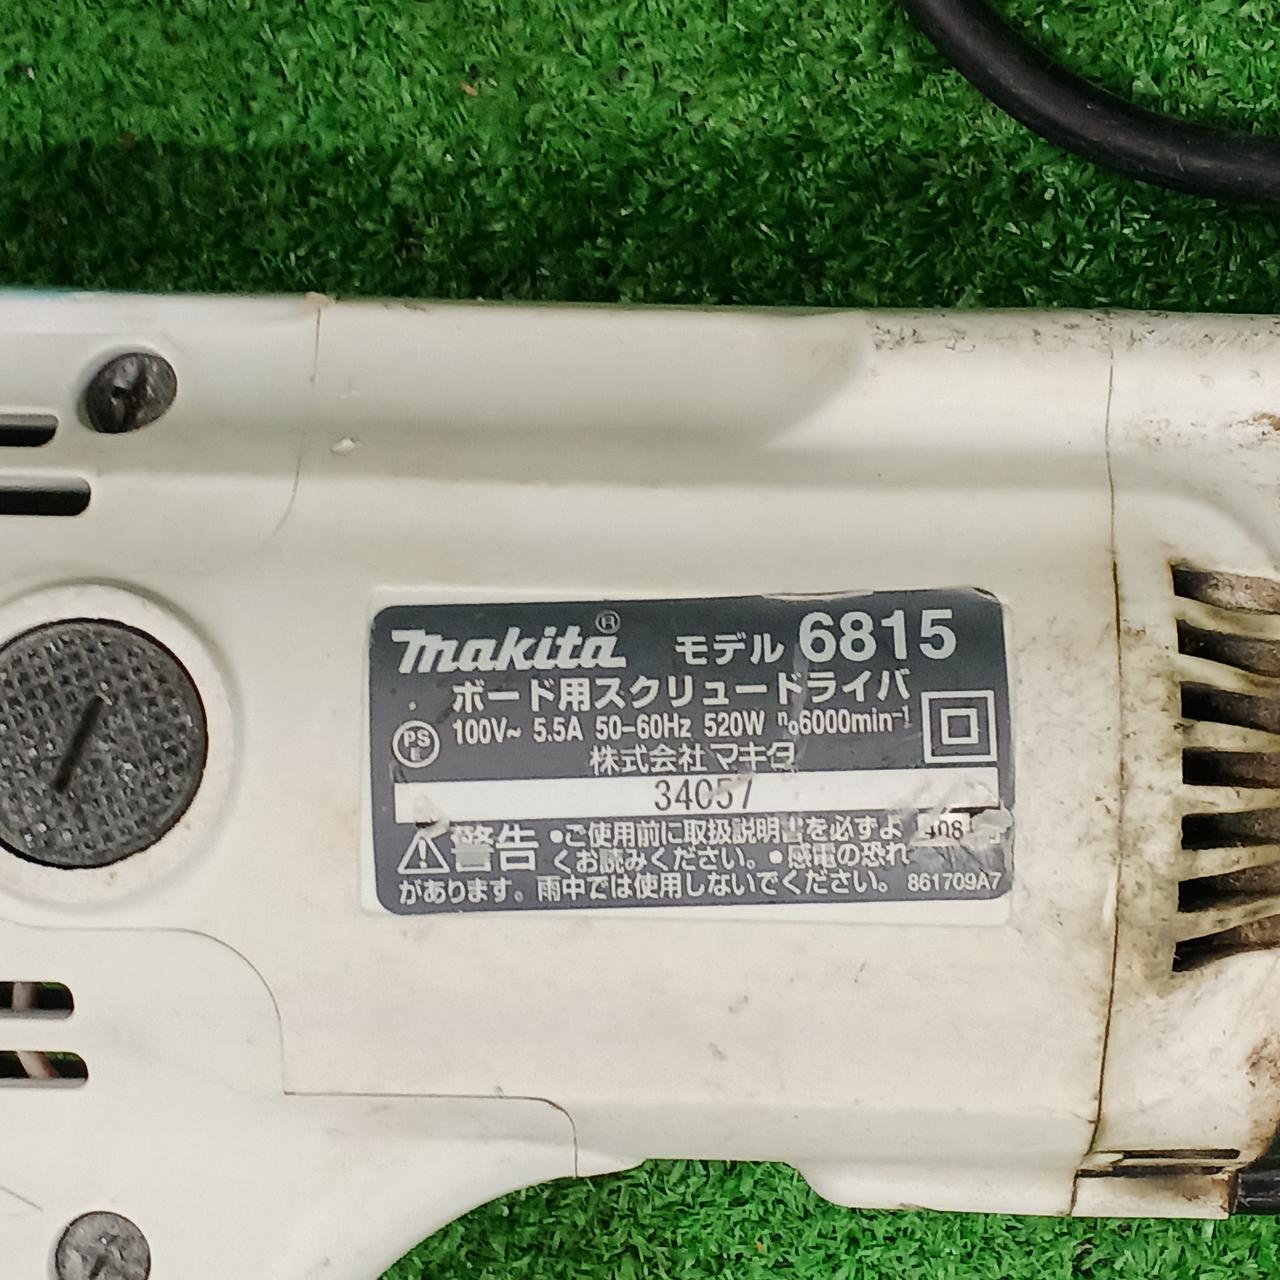 makita® モデル 6815
ボード用スクリュードライバ
PS E 100V~ 5.5A 50-60Hz 520W n₀6000min⁻¹
株式会社マキタ
34057
警告 •ご使用前に取扱説明書を必ずよ
くお読みください。•感電の恐れ
があります。雨中では使用しないでください。 861709A7